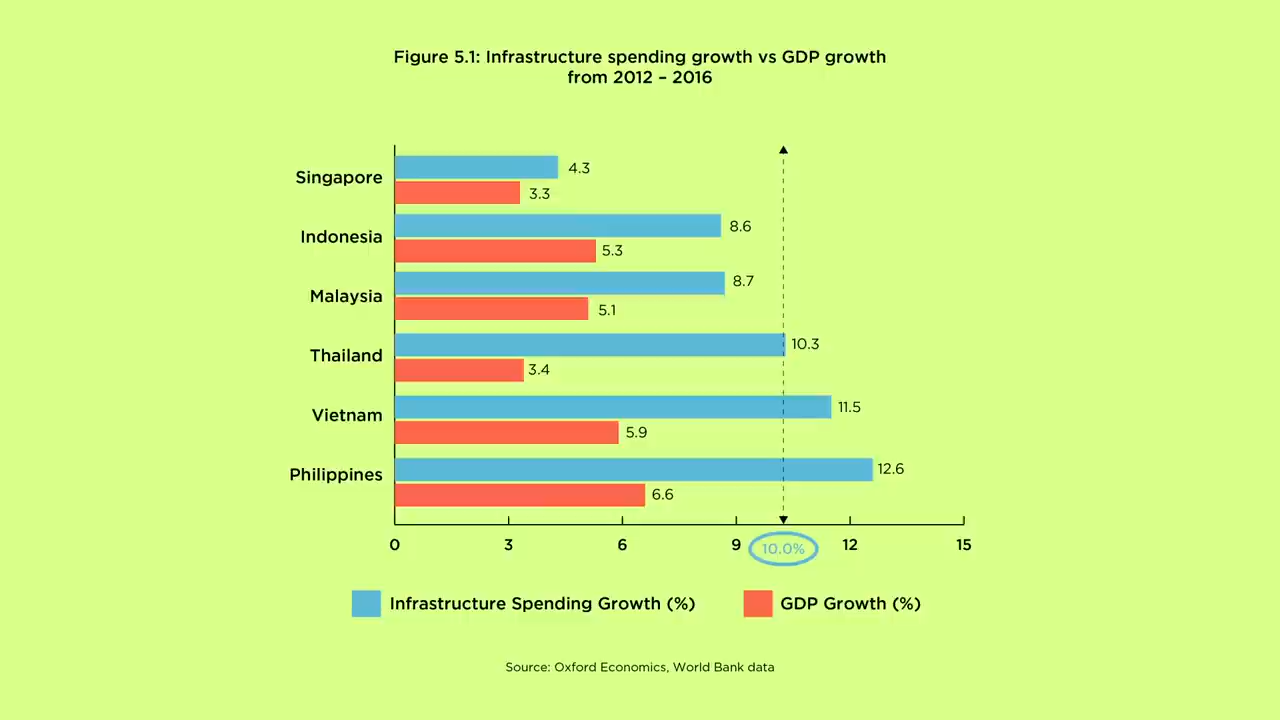 Figure 5.1: Infrastructure spending growth vs GDP growth
from 2012 – 2016
Singapore
4.3
3.3
Indonesia
8.6
5.3
Malaysia
8.7
5.1
Thailand
10.3
3.4
Vietnam
11.5
5.9
Philippines
12.6
6.6
0 3 6 9 10.0% 12 15
Infrastructure Spending Growth (%) GDP Growth (%)
Source: Oxford Economics, World Bank data